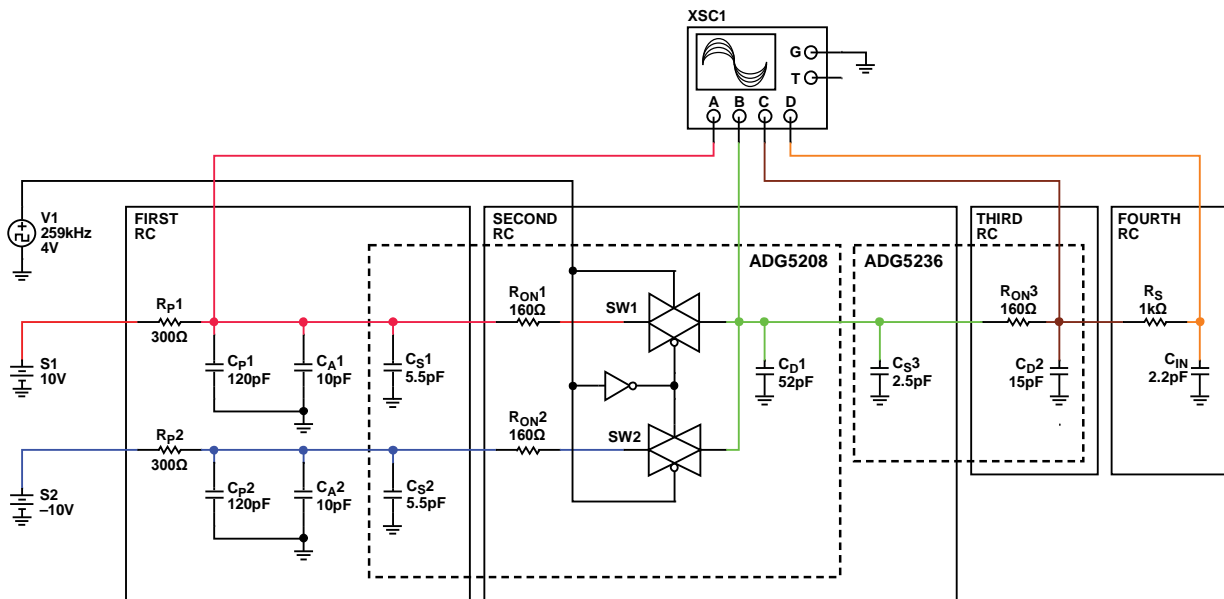 XSC1
G
T
A B C D
V1
259kHz
4V
FIRST
RC
SECOND
RC
THIRD
RC
FOURTH
RC
ADG5208
ADG5236
RP1
300Ω
RON1
160Ω
SW1
RON3
160Ω
RS
1kΩ
S1
10V
CP1
120pF
CA1
10pF
CS1
5.5pF
CD1
52pF
CS3
2.5pF
CD2
15pF
CIN
2.2pF
RP2
300Ω
RON2
160Ω
SW2
S2
–10V
CP2
120pF
CA2
10pF
CS2
5.5pF